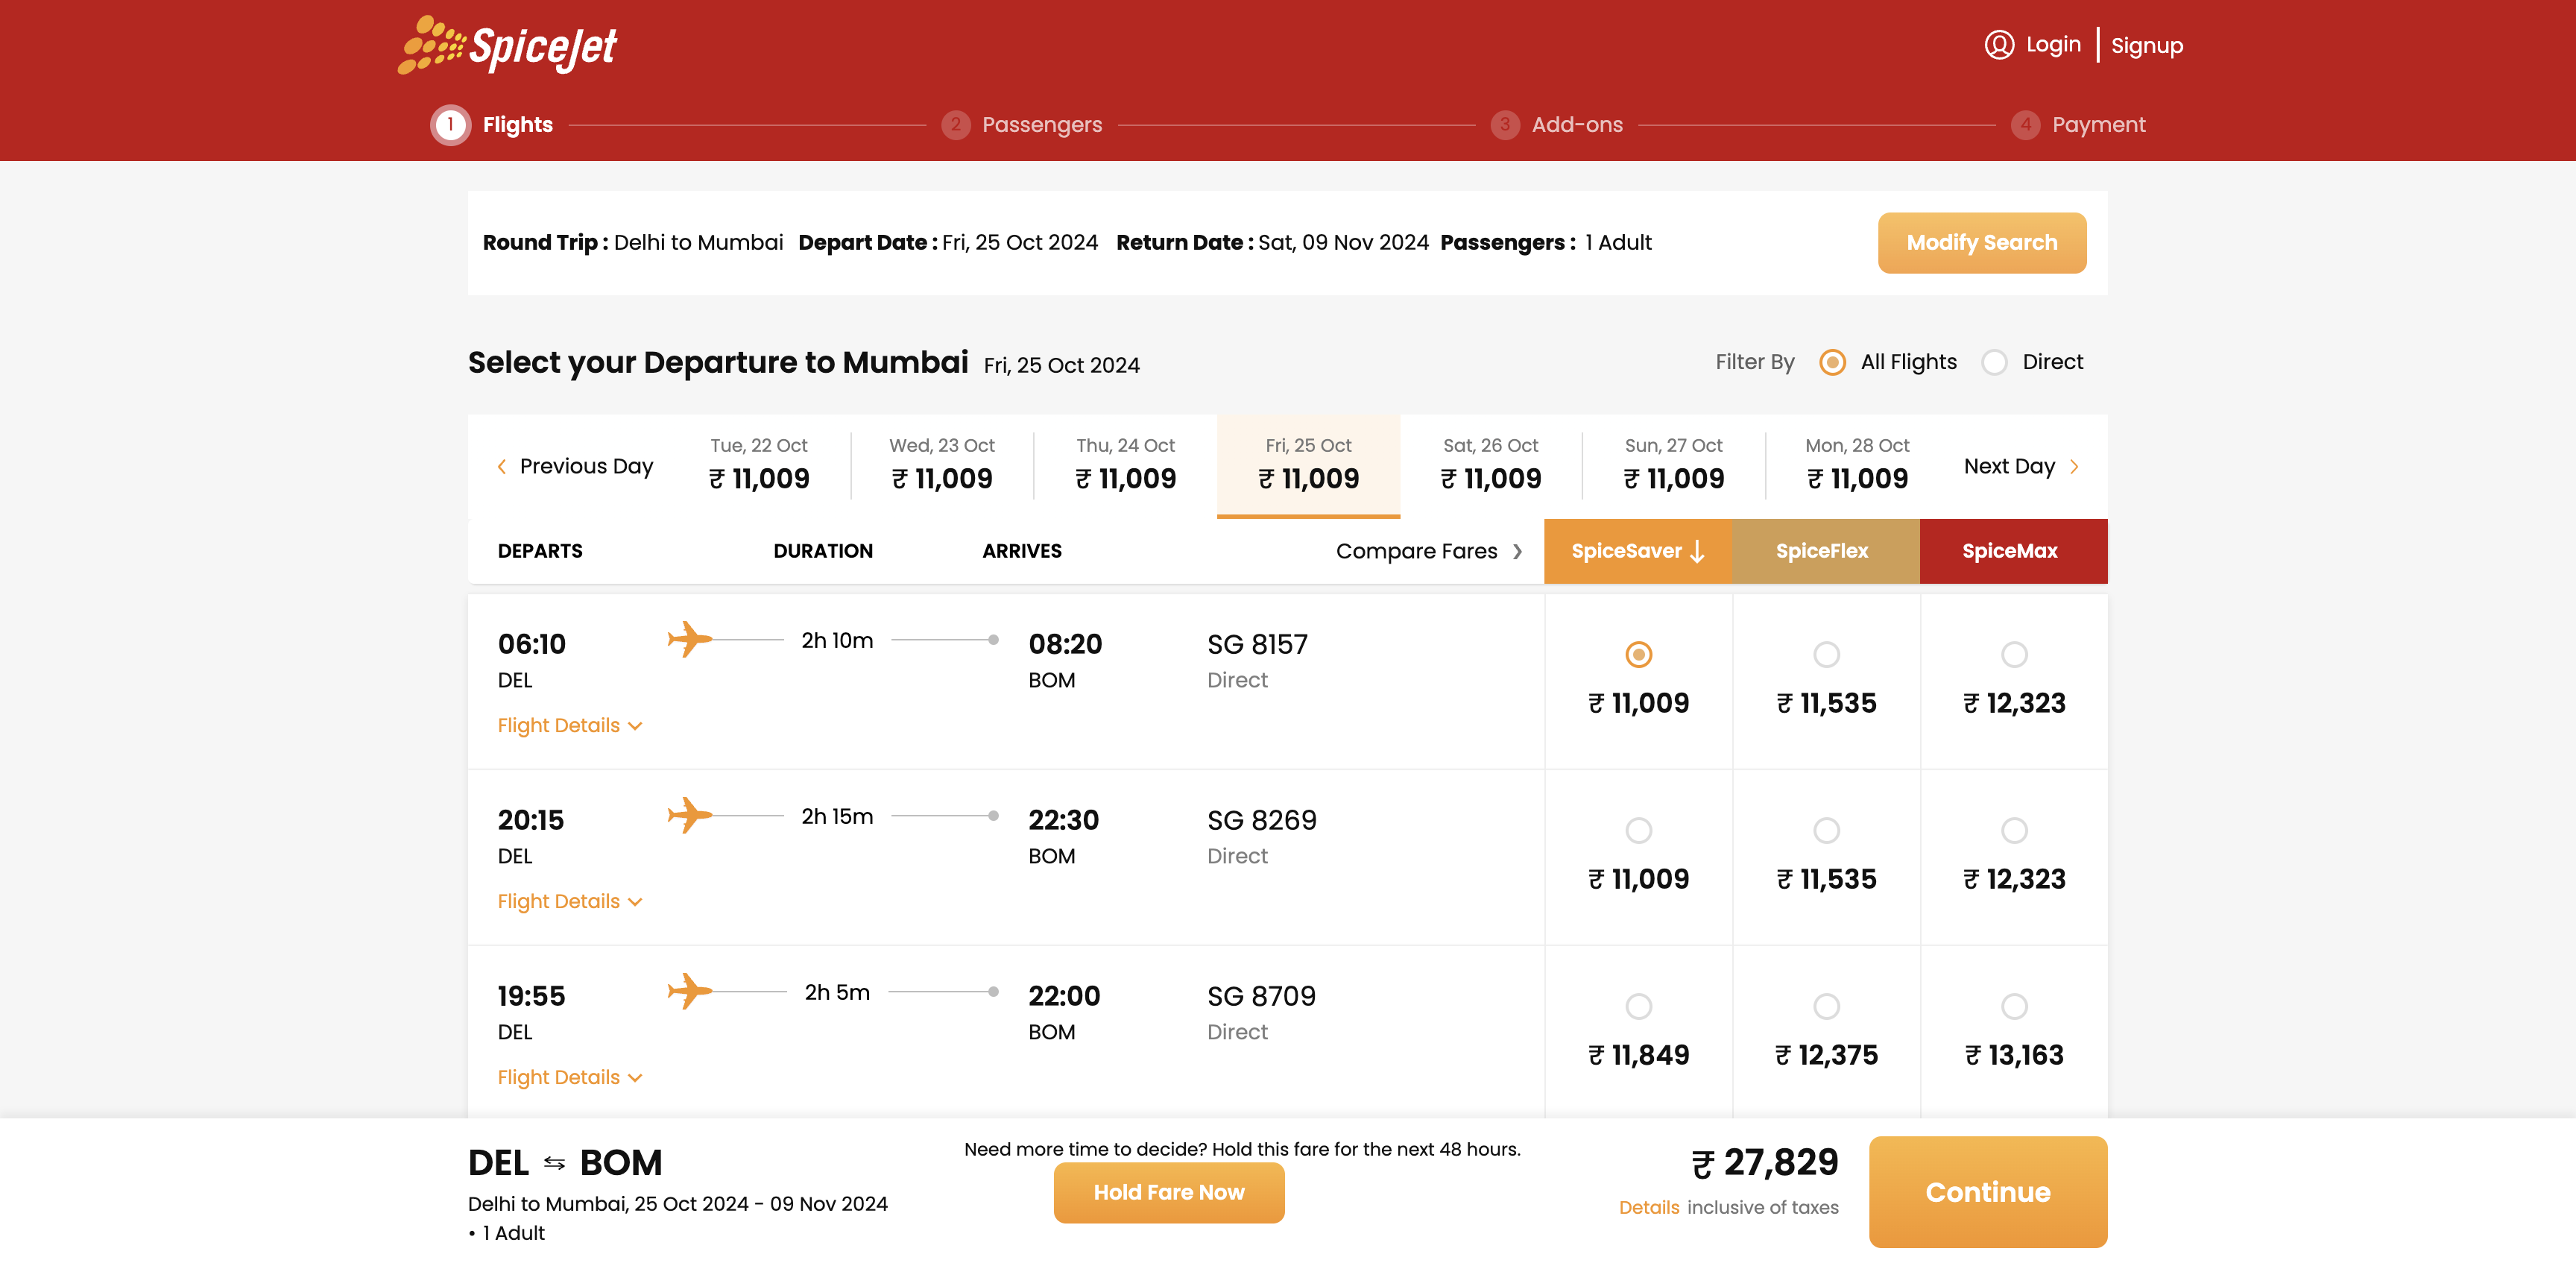 SpiceJet
Login | Signup
1 Flights 2 Passengers 3 Add-ons 4 Payment
Round Trip : Delhi to Mumbai Depart Date : Fri, 25 Oct 2024 Return Date : Sat, 09 Nov 2024 Passengers : 1 Adult Modify Search
Select your Departure to Mumbai Fri, 25 Oct 2024 Filter By All Flights Direct
Previous Day Next Day
Tue, 22 Oct
₹ 11,009
Wed, 23 Oct
₹ 11,009
Thu, 24 Oct
₹ 11,009
Fri, 25 Oct
₹ 11,009
Sat, 26 Oct
₹ 11,009
Sun, 27 Oct
₹ 11,009
Mon, 28 Oct
₹ 11,009
DEPARTS DURATION ARRIVES Compare Fares SpiceSaver ↓ SpiceFlex SpiceMax
06:10 2h 10m 08:20 SG 8157
DEL BOM Direct
₹ 11,009 ₹ 11,535 ₹ 12,323
Flight Details
20:15 2h 15m 22:30 SG 8269
DEL BOM Direct
₹ 11,009 ₹ 11,535 ₹ 12,323
Flight Details
19:55 2h 5m 22:00 SG 8709
DEL BOM Direct
₹ 11,849 ₹ 12,375 ₹ 13,163
Flight Details
DEL ⇆ BOM
Delhi to Mumbai, 25 Oct 2024 - 09 Nov 2024
• 1 Adult
Need more time to decide? Hold this fare for the next 48 hours.
Hold Fare Now
₹ 27,829
Details inclusive of taxes
Continue